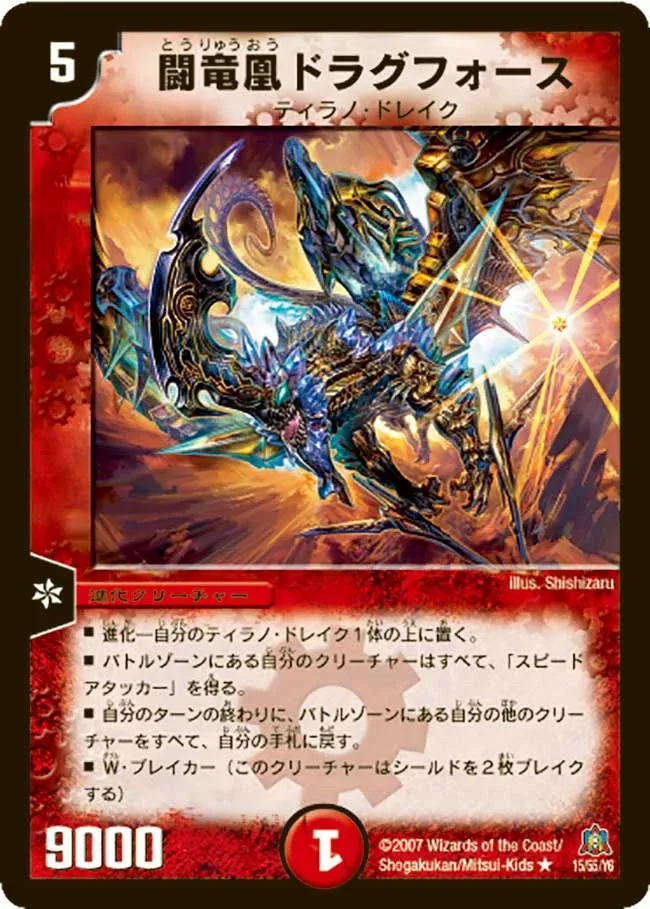 5
とうりゅうおう
闘竜凰ドラグフォース
ティラノ・ドレイク
illus. Shishizaru
進化クリーチャー
■ 進化―自分のティラノ・ドレイク1体の上に置く。
■ バトルゾーンにある自分のクリーチャーはすべて、「スピード
アタッカー」を得る。
■ 自分のターンの終わりに、バトルゾーンにある自分の他のクリー
チャーをすべて、自分の手札に戻す。
■ W・ブレイカー（このクリーチャーはシールドを2枚ブレイク
する）
9000
1
©2007 Wizards of the Coast/
Shogakukan/Mitsui-Kids ★
15/55/Y6